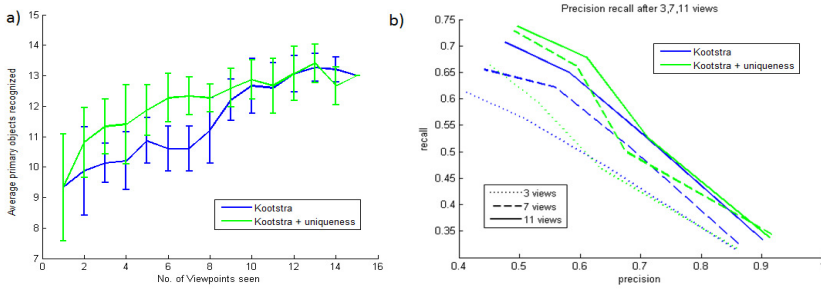 a)
13
12
11
10
9
8
7
13
14
15
Average primary objects recognized
0
2
4
6
8
10
12
14
16
No. of Viewpoints seen
Kootstra
Kootstra + uniqueness
b)
Precision recall after 3,7,11 views
0.75
0.7
0.65
0.6
0.55
0.5
0.45
0.4
0.35
recall
Kootstra
Kootstra + uniqueness
3 views
7 views
11 views
0.4
0.5
0.6
0.7
0.8
0.9
1
precision